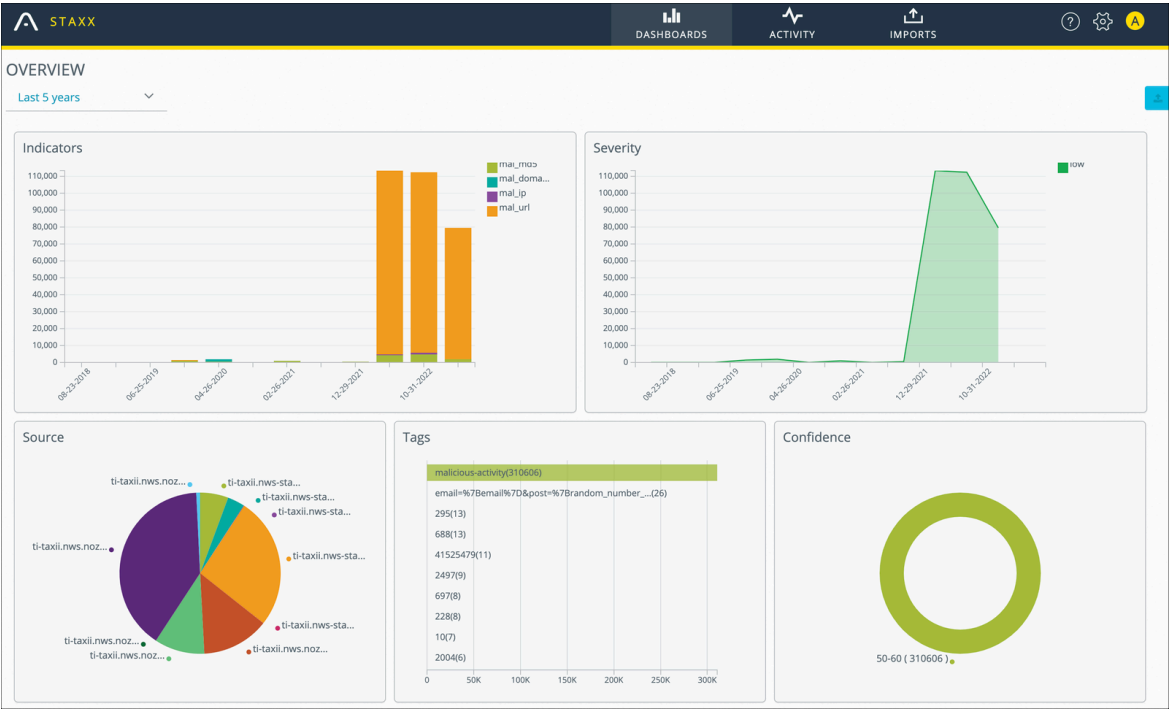 STAXX
DASHBOARDS
ACTIVITY
IMPORTS
?
A
OVERVIEW
Last 5 years
Indicators
110,000
100,000
90,000
80,000
70,000
60,000
50,000
40,000
30,000
20,000
10,000
0
08-23-2018
06-25-2019
04-26-2020
02-26-2021
12-29-2021
10-31-2022
mal_md5
mal_doma...
mal_ip
mal_url
Severity
110,000
100,000
90,000
80,000
70,000
60,000
50,000
40,000
30,000
20,000
10,000
0
08-23-2018
06-25-2019
04-26-2020
02-26-2021
12-29-2021
10-31-2022
low
Source
ti-taxii.nws.noz...
ti-taxii.nws-sta...
ti-taxii.nws-sta...
ti-taxii.nws-sta...
ti-taxii.nws.noz...
ti-taxii.nws-sta...
ti-taxii.nws-sta...
ti-taxii.nws.noz...
ti-taxii.nws.noz...
ti-taxii.nws.noz...
Tags
malicious-activity(310606)
email=%7Bemail%7D&post=%7Brandom_number_...(26)
295(13)
688(13)
41525479(11)
2497(9)
697(8)
228(8)
10(7)
2004(6)
0
50K
100K
150K
200K
250K
300K
Confidence
50-60 ( 310606 )